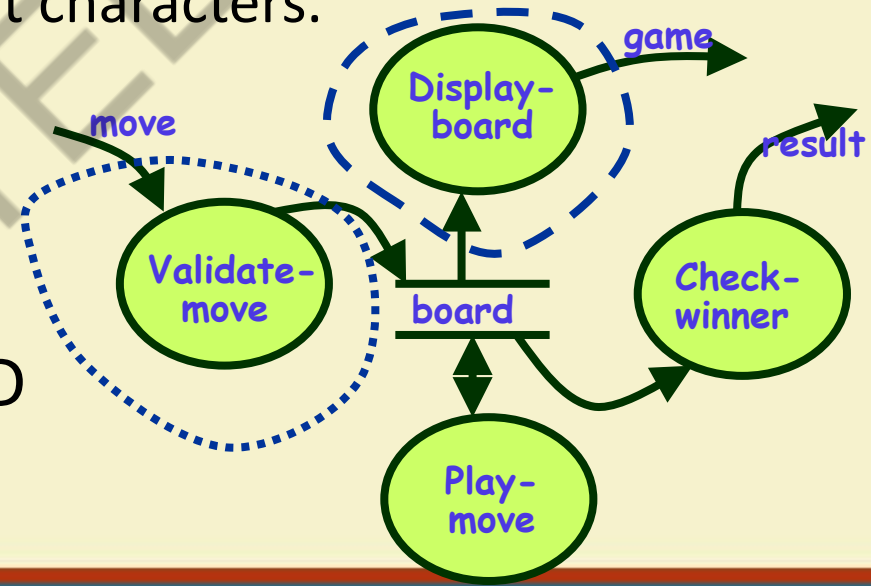 t characters.
game
Display-
board
move
result
Validate-
move
Check-
winner
board
D
Play-
move